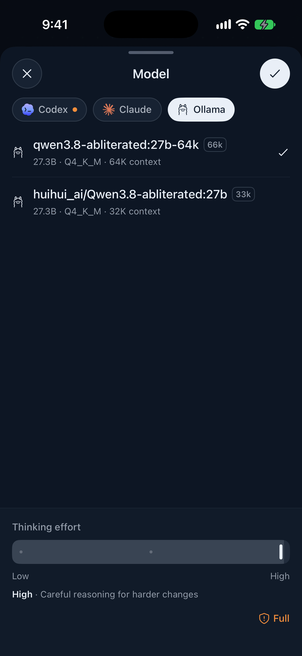 9:41
Model
Codex
Claude
Ollama
qwen3.8-abliterated:27b-64k 66k
27.3B · Q4_K_M · 64K context
huihui_ai/Qwen3.8-abliterated:27b 33k
27.3B · Q4_K_M · 32K context
Thinking effort
Low High
High · Careful reasoning for harder changes
Full